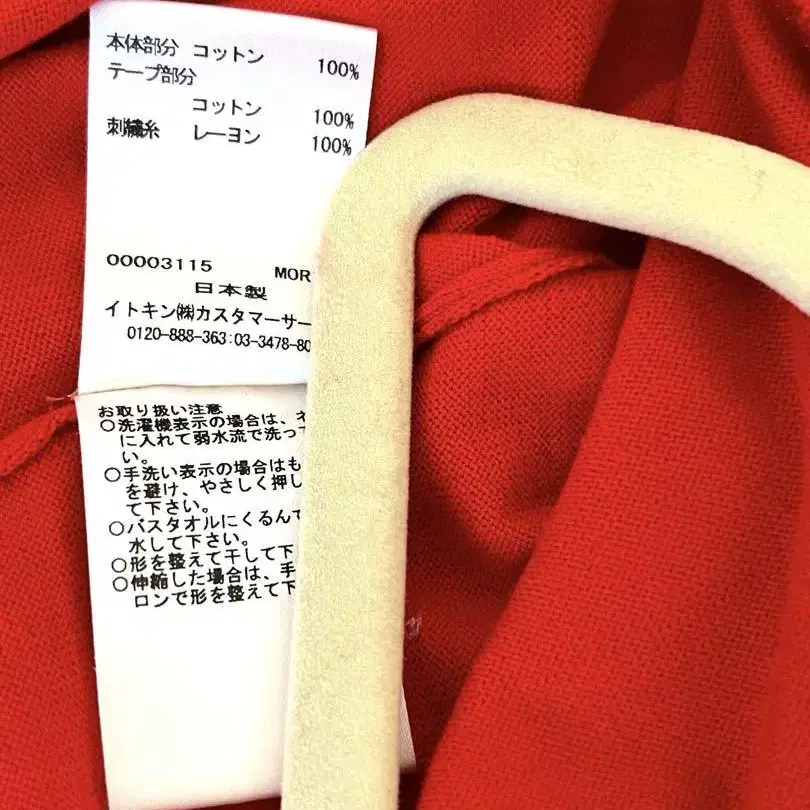 本体部分 コットン 100%
テープ部分
コットン 100%
刺繍糸 レーヨン 100%
00003115 MOR
日本製
イトキン㈱カスタマーサー
0120-888-363:03-3478-80
お取り扱い注意
○洗濯機表示の場合は、ネ
に入れて弱水流で洗って
い。
○手洗い表示の場合はも
を避け、やさしく押し
て下さい。
○バスタオルにくるんで
水して下さい。
○形を整えて干して下
○伸縮した場合は、手
ロンで形を整えて下